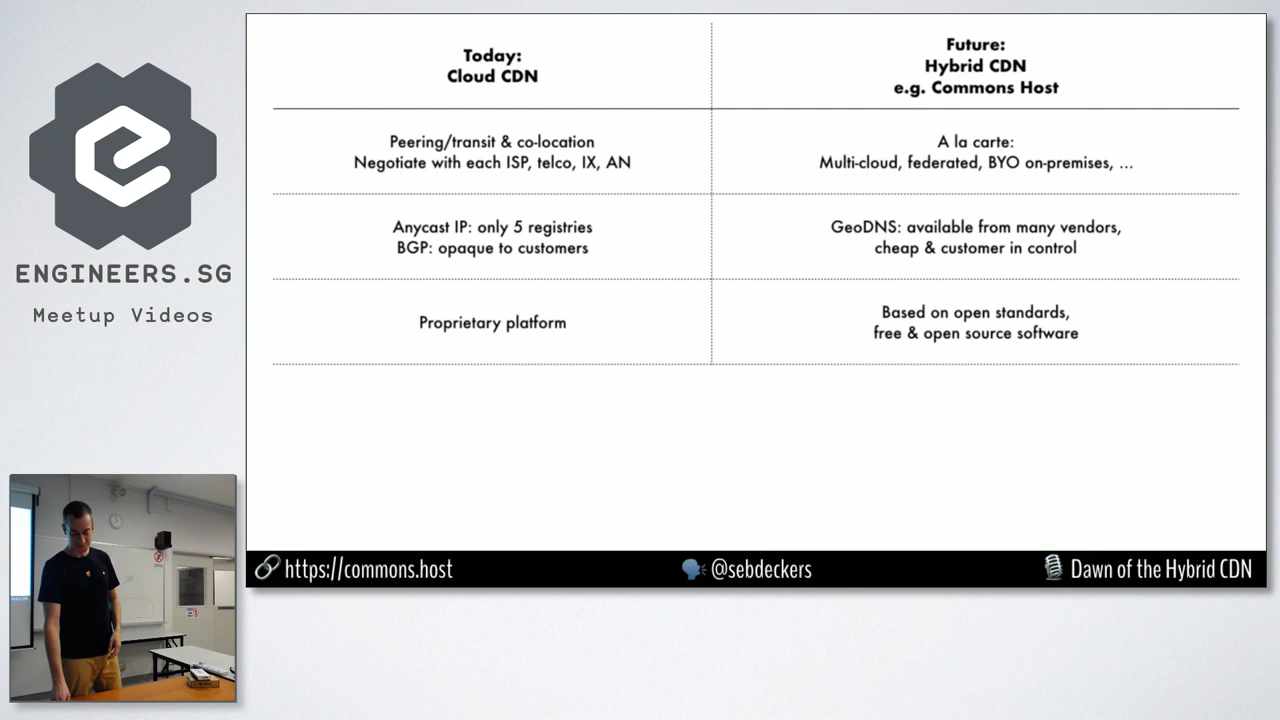 ENGINEERS.SG
Meetup Videos
Today:
Cloud CDN
Future:
Hybrid CDN
e.g. Commons Host
Peering/transit & co-location
Negotiate with each ISP, telco, IX, AN
A la carte:
Multi-cloud, federated, BYO on-premises, ...
Anycast IP: only 5 registries
BGP: opaque to customers
GeoDNS: available from many vendors,
cheap & customer in control
Proprietary platform
Based on open standards,
free & open source software
https://commons.host
@sebdeckers
Dawn of the Hybrid CDN